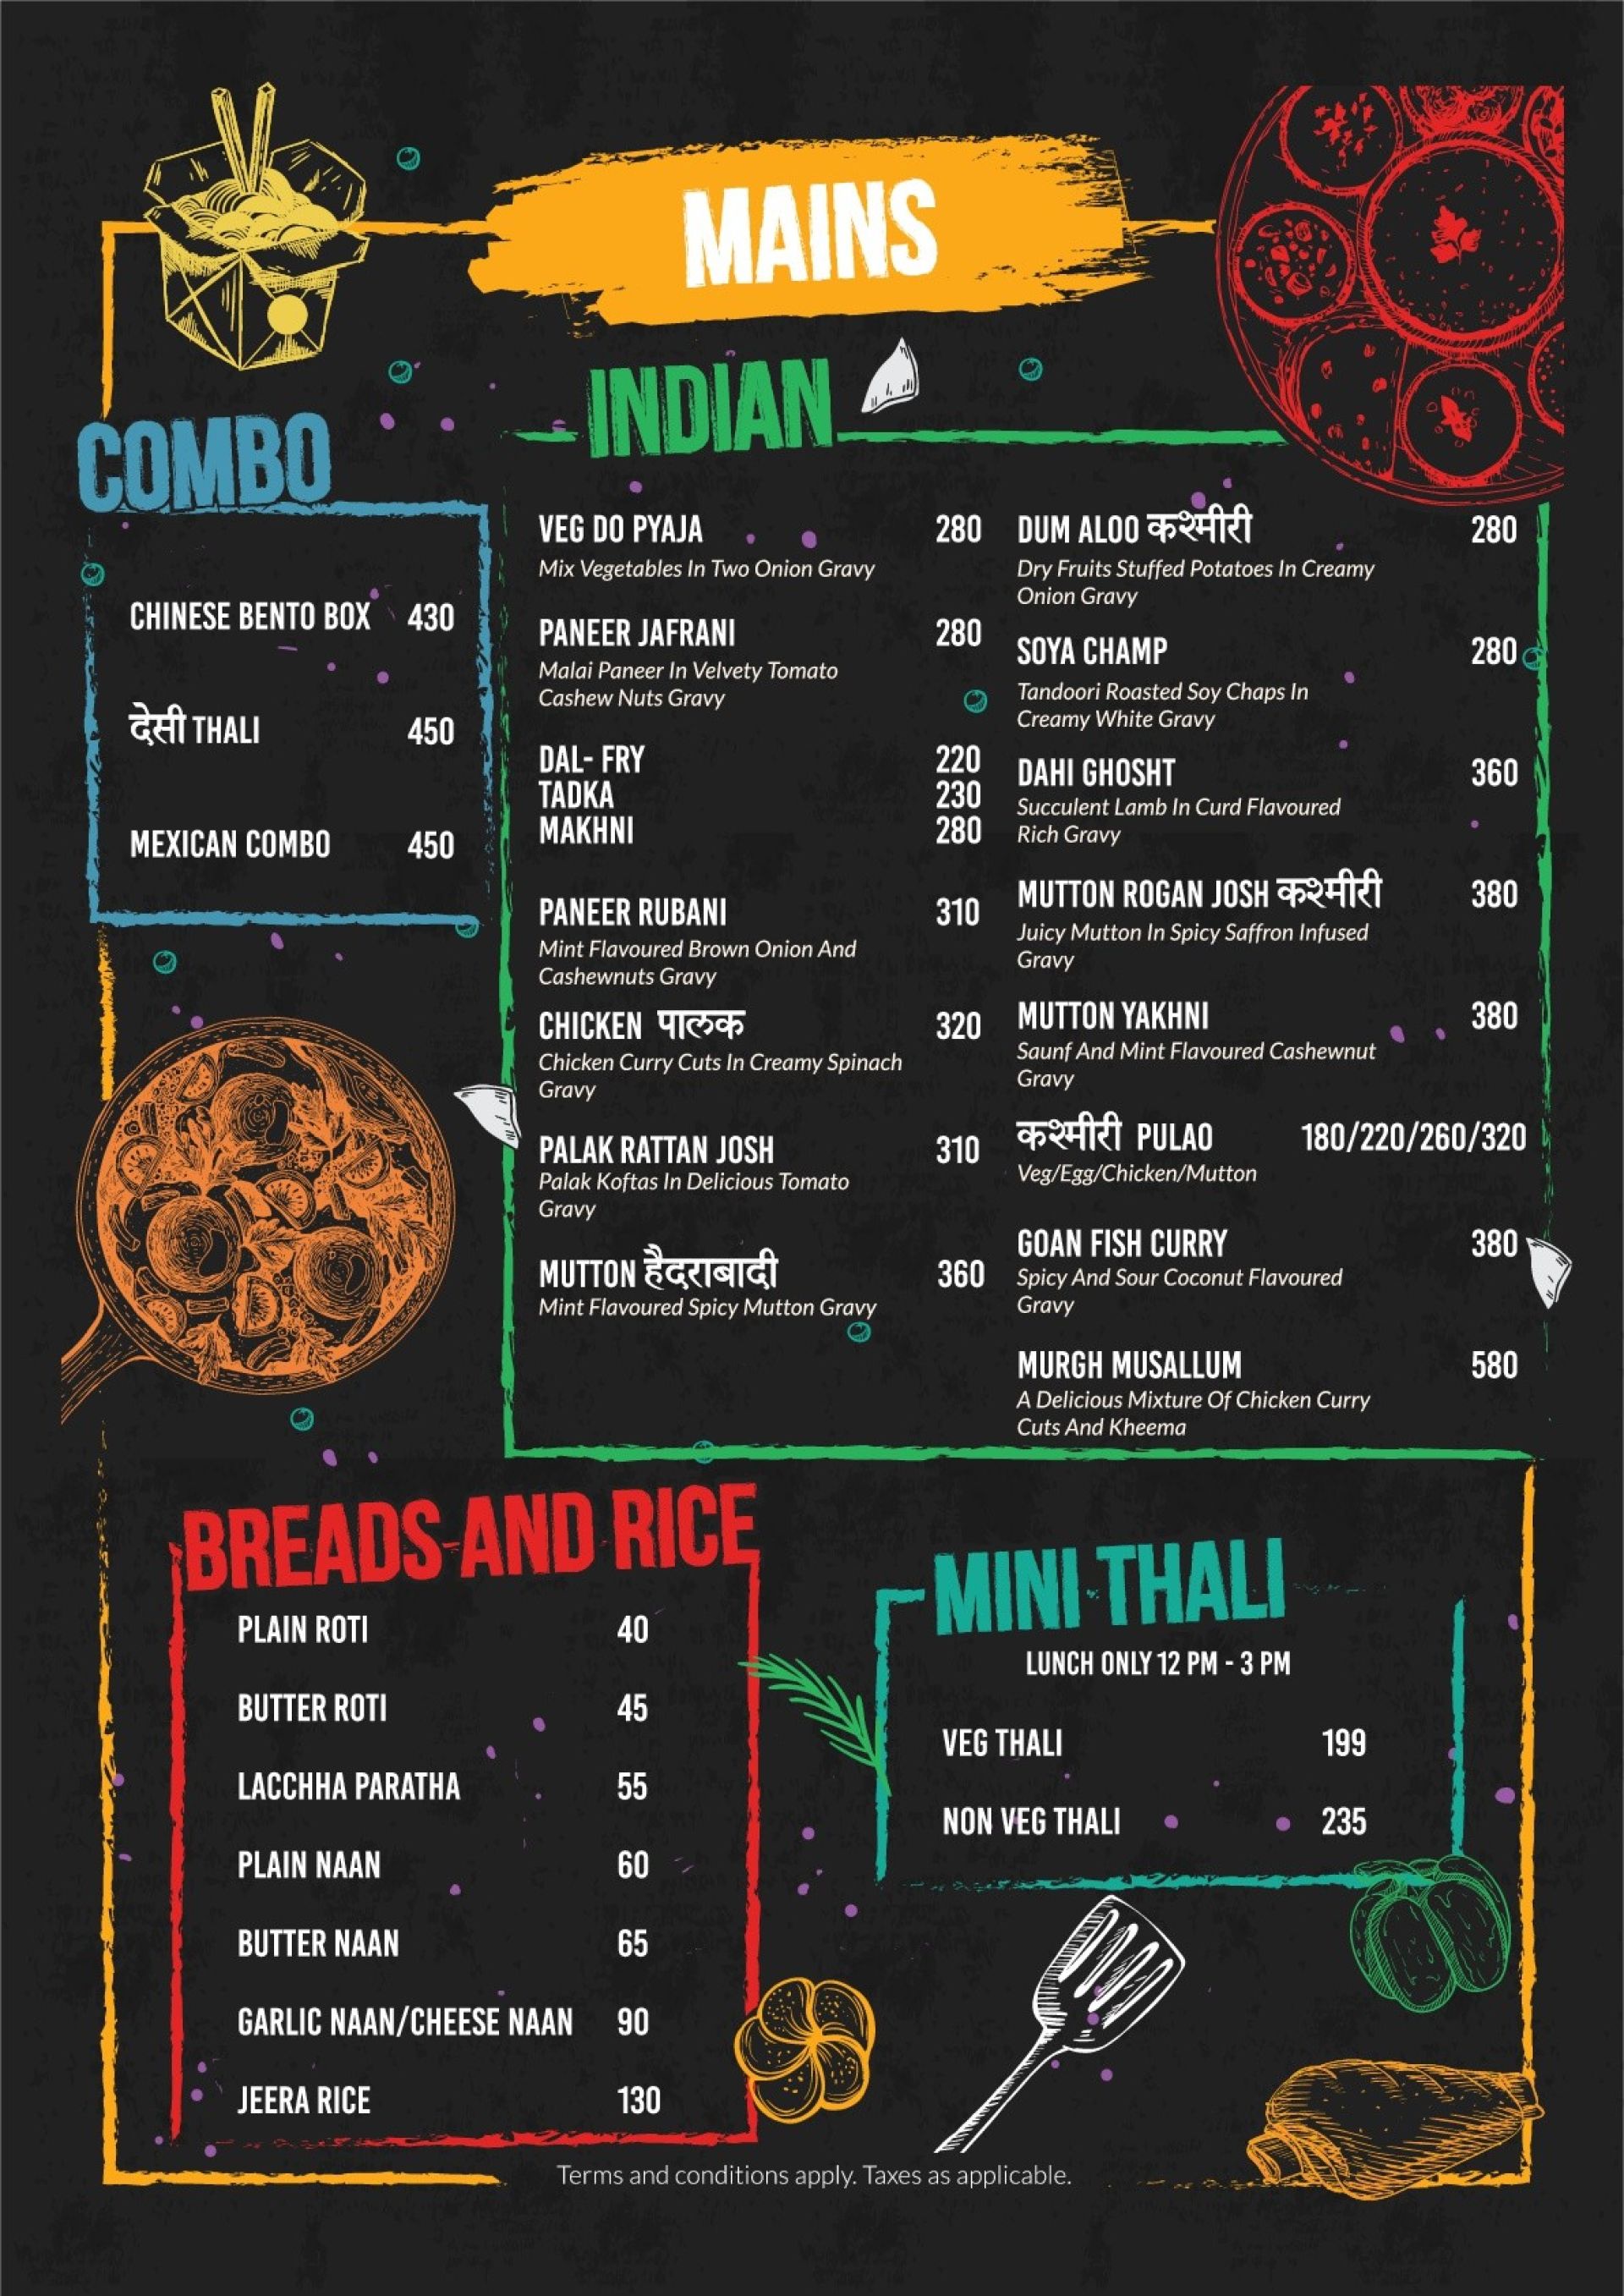 MAINS
COMBO
CHINESE BENTO BOX 430
देसी THALI 450
MEXICAN COMBO 450
INDIAN
VEG DO PYAJA 280
Mix Vegetables In Two Onion Gravy
PANEER JAFRANI 280
Malai Paneer In Velvety Tomato
Cashew Nuts Gravy
DAL- FRY 220
TADKA 230
MAKHNI 280
PANEER RUBANI 310
Mint Flavoured Brown Onion And
Cashewnuts Gravy
CHICKEN पालक 320
Chicken Curry Cuts In Creamy Spinach
Gravy
PALAK RATTAN JOSH 310
Palak Koftas In Delicious Tomato
Gravy
MUTTON हैदराबादी 360
Mint Flavoured Spicy Mutton Gravy
DUM ALOO कश्मीरी 280
Dry Fruits Stuffed Potatoes In Creamy
Onion Gravy
SOYA CHAMP 280
Tandoori Roasted Soy Chaps In
Creamy White Gravy
DAHI GHOSHT 360
Succulent Lamb In Curd Flavoured
Rich Gravy
MUTTON ROGAN JOSH कश्मीरी 380
Juicy Mutton In Spicy Saffron Infused
Gravy
MUTTON YAKHNI 380
Saunf And Mint Flavoured Cashewnut
Gravy
कश्मीरी PULAO 180/220/260/320
Veg/Egg/Chicken/Mutton
GOAN FISH CURRY 380
Spicy And Sour Coconut Flavoured
Gravy
MURGH MUSALLUM 580
A Delicious Mixture Of Chicken Curry
Cuts And Kheema
BREADS AND RICE
PLAIN ROTI 40
BUTTER ROTI 45
LACCHHA PARATHA 55
PLAIN NAAN 60
BUTTER NAAN 65
GARLIC NAAN/CHEESE NAAN 90
JEERA RICE 130
MINI THALI
LUNCH ONLY 12 PM - 3 PM
VEG THALI 199
NON VEG THALI 235
Terms and conditions apply. Taxes as applicable.